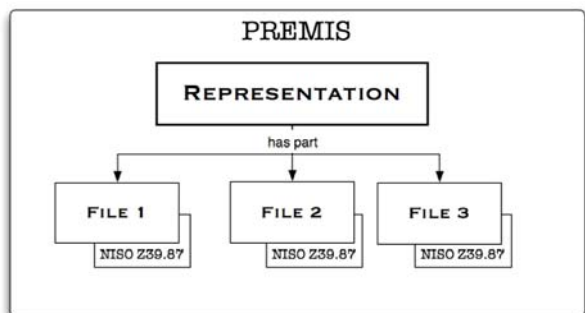 PREMIS
REPRESENTATION
has part
FILE 1 FILE 2 FILE 3
NISO Z39.87 NISO Z39.87 NISO Z39.87